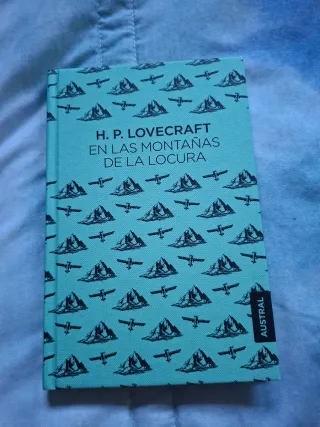 H. P. LOVECRAFT
EN LAS MONTAÑAS
DE LA LOCURA
AUSTRAL